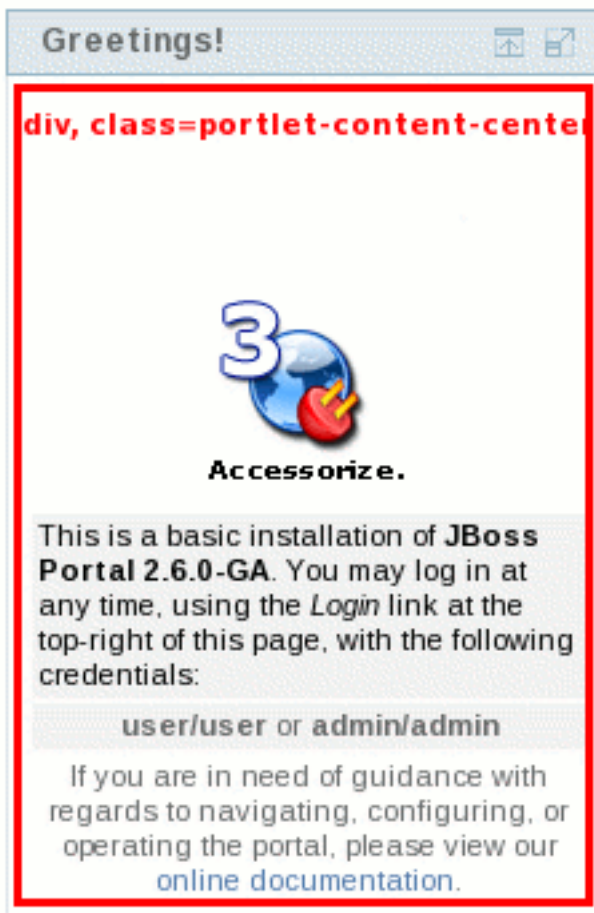 Greetings!
div, class=portlet-content-center
3
Accessorize.
This is a basic installation of JBoss
Portal 2.6.0-GA. You may log in at
any time, using the Login link at the
top-right of this page, with the following
credentials:
user/user or admin/admin
If you are in need of guidance with
regards to navigating, configuring, or
operating the portal, please view our
online documentation.